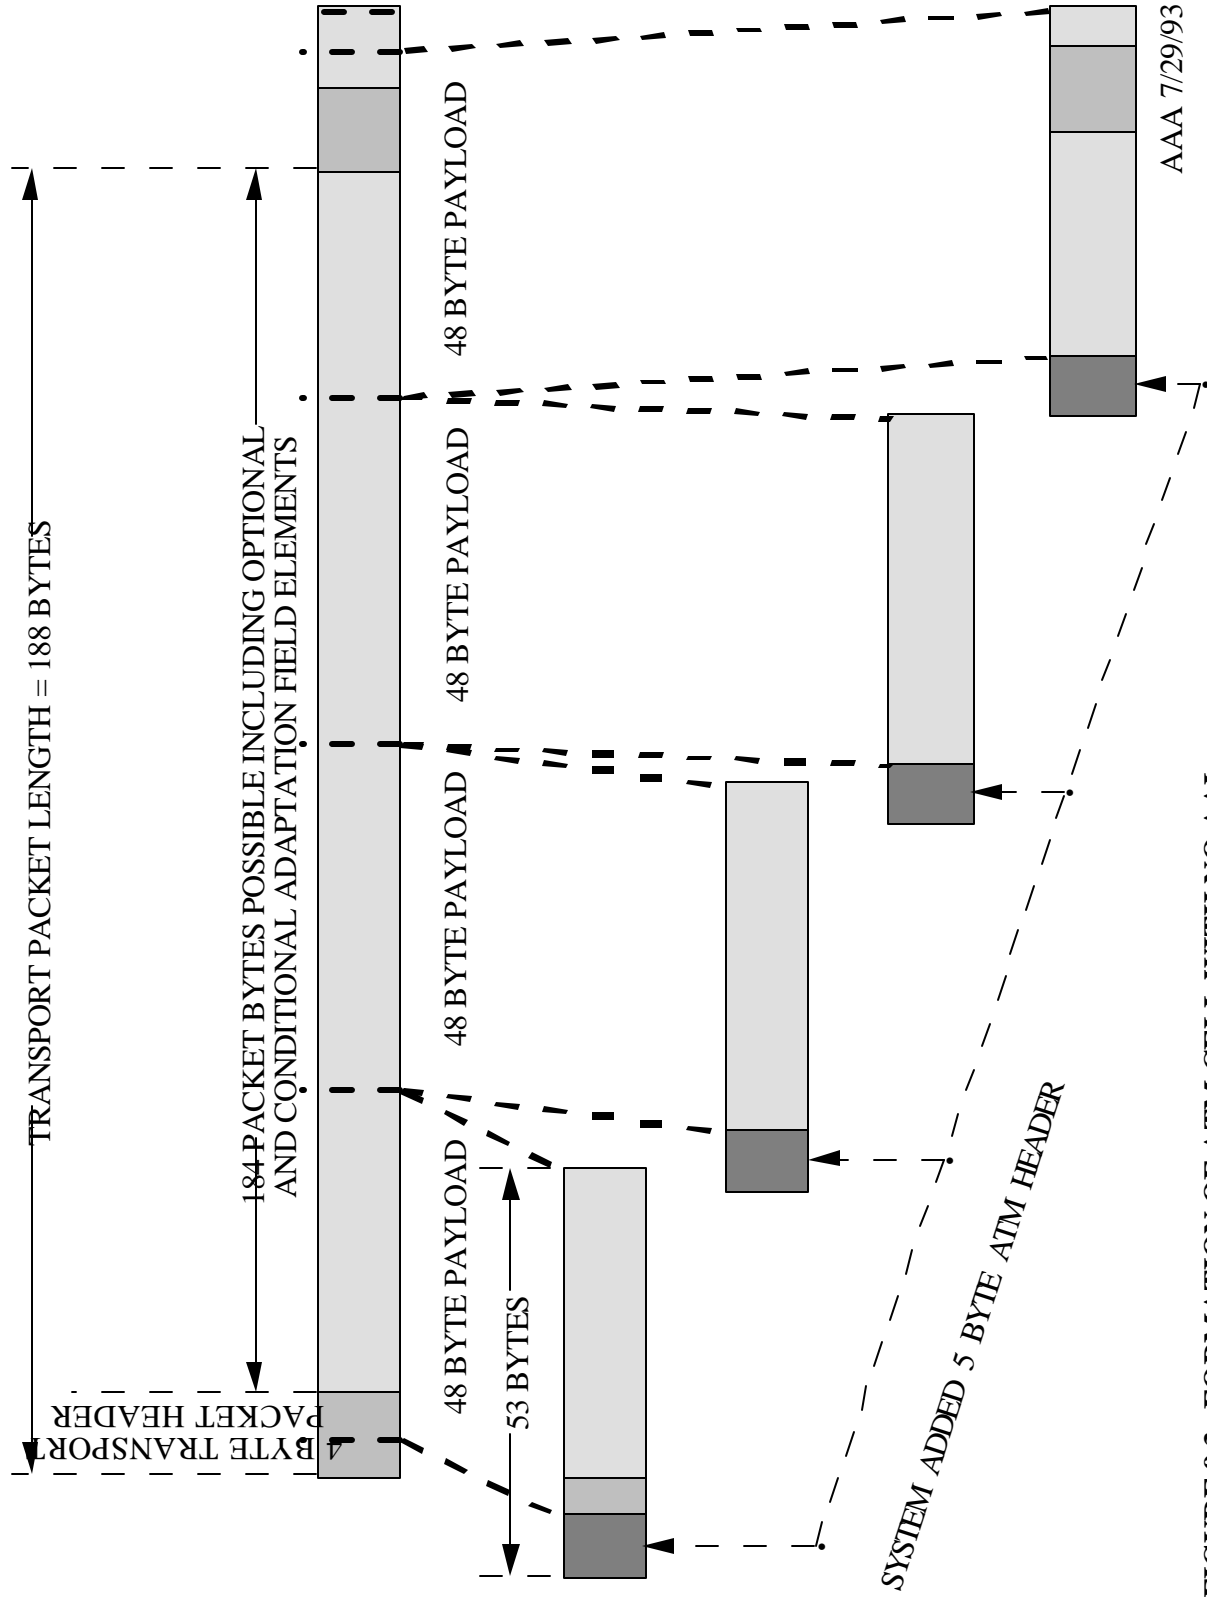 TRANSPORT PACKET LENGTH = 188 BYTES
184 PACKET BYTES POSSIBLE INCLUDING OPTIONAL
AND CONDITIONAL ADAPTATION FIELD ELEMENTS
4 BYTE TRANSPORT
PACKET HEADER
48 BYTE PAYLOAD
48 BYTE PAYLOAD
48 BYTE PAYLOAD
48 BYTE PAYLOAD
53 BYTES
SYSTEM ADDED 5 BYTE ATM HEADER
AAA 7/29/93